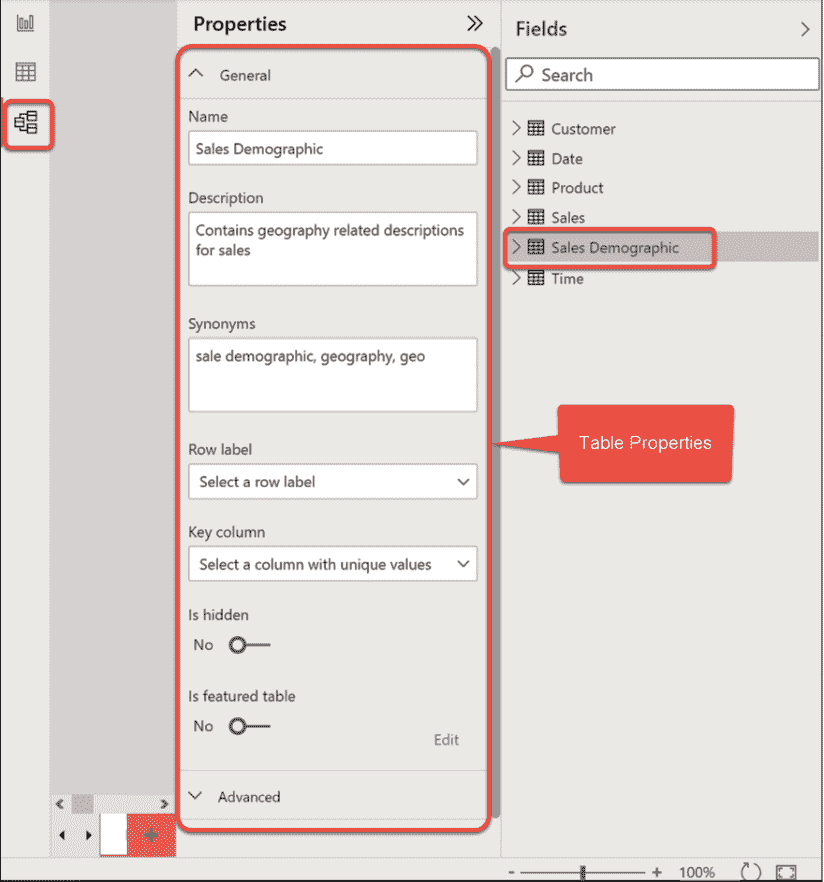 Properties
General
Name
Sales Demographic
Description
Contains geography related descriptions
for sales
Synonyms
sale demographic, geography, geo
Row label
Select a row label
Key column
Select a column with unique values
Is hidden
No
Is featured table
No
Edit
Advanced
Fields
Search
Customer
Date
Product
Sales
Sales Demographic
Time
Table Properties
- + 100%